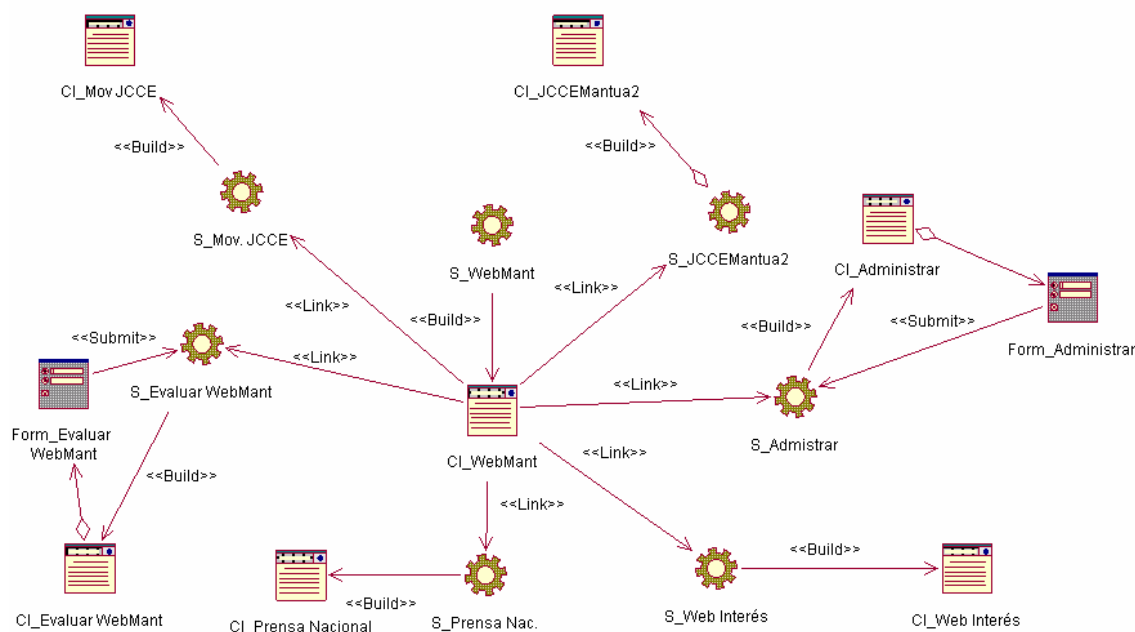 Cl_Mov JCCE
Cl_JCCEMantua2
<<Build>>
<<Build>>
S_Mov. JCCE
S_WebMant
S_JCCEMantua2
Cl_Administrar
<<Link>>
<<Build>>
<<Link>>
<<Build>>
<<Submit>>
Form_Administrar
<<Submit>>
<<Link>>
<<Link>>
S_Evaluar WebMant
Form_Evaluar
WebMant
Cl_WebMant
S_Admistrar
<<Link>>
<<Build>>
<<Link>>
<<Build>>
<<Build>>
Cl_Evaluar WebMant
Cl_Prensa Nacional
S_Prensa Nac.
S_Web Interés
Cl_Web Interés